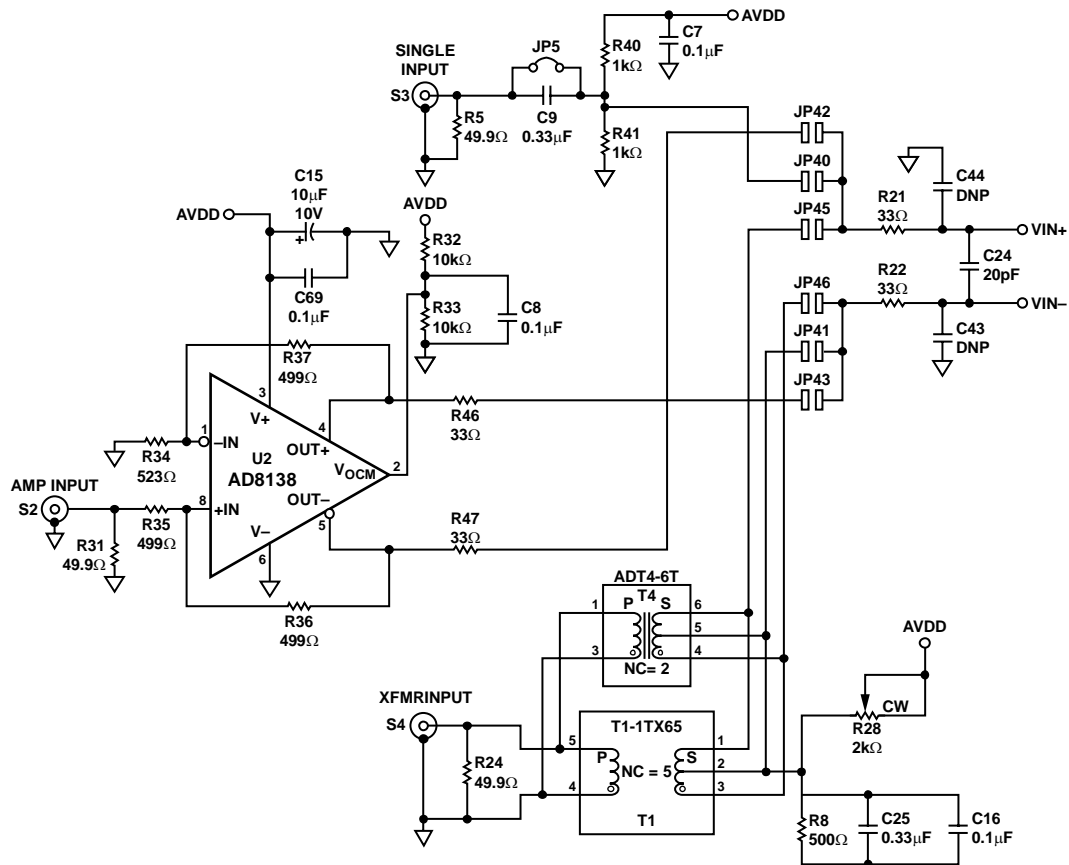 AVDD
C7
0.1µF
R40
1kΩ
JP5
SINGLE
INPUT
S3
R5
49.9Ω
C9
0.33µF
R41
1kΩ
JP42
JP40
JP45
C44
DNP
R21
33Ω
VIN+
C24
20pF
R22
33Ω
VIN–
JP46
JP41
JP43
C43
DNP
C15
10µF
10V
+
AVDD
C69
0.1µF
AVDD
R32
10kΩ
R33
10kΩ
C8
0.1µF
R37
499Ω
3
V+
4
OUT+
1
–IN
U2
AD8138
VOCM
2
R34
523Ω
R46
33Ω
AMP INPUT
S2
8
+IN
OUT–
5
V–
6
R35
499Ω
R31
49.9Ω
R47
33Ω
R36
499Ω
ADT4-6T
T4
1
P
S
6
5
3
4
NC= 2
XFMRINPUT
S4
R24
49.9Ω
T1-1TX65
5
P
S
1
NC = 5
2
4
3
T1
AVDD
CW
R28
2kΩ
R8
500Ω
C25
0.33µF
C16
0.1µF